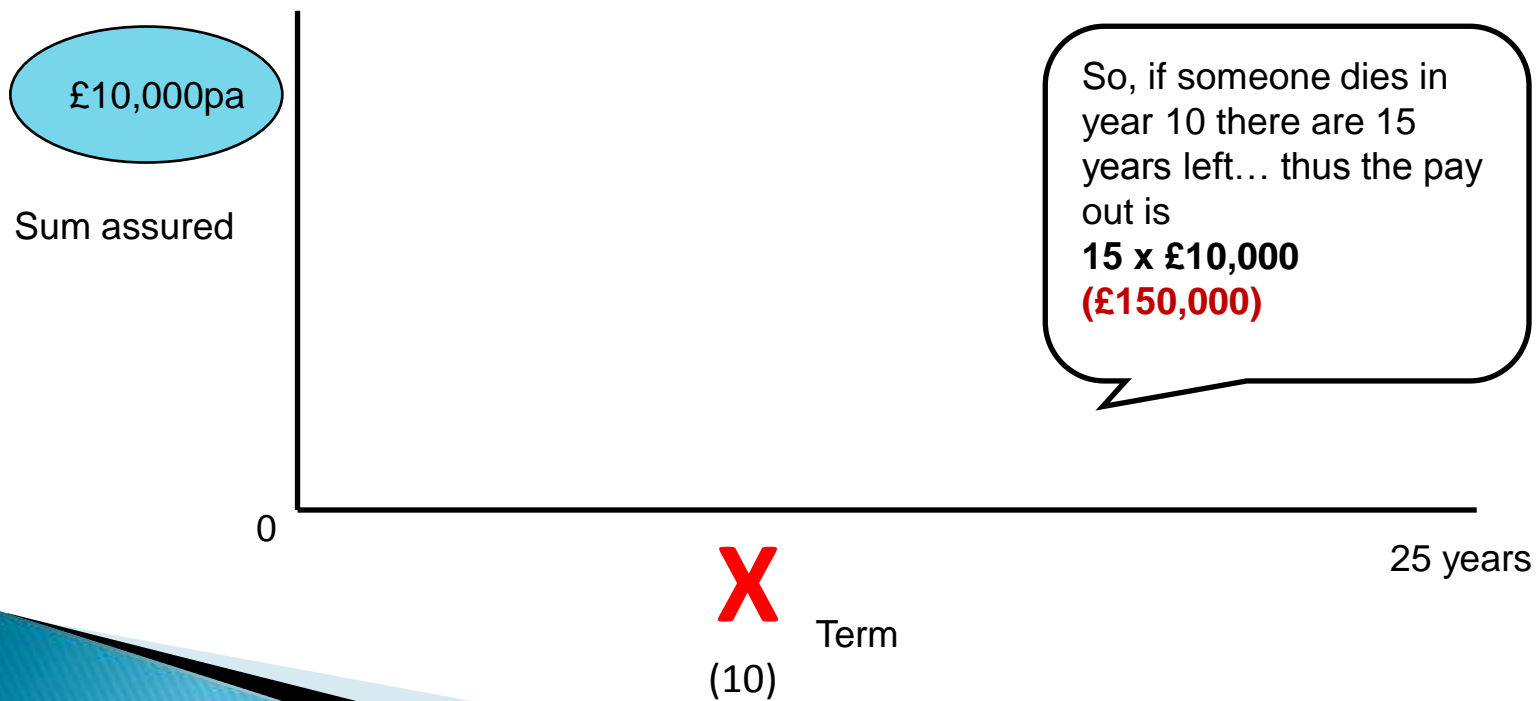 £10,000pa
Sum assured
So, if someone dies in
year 10 there are 15
years left… thus the pay
out is
15 x £10,000
(£150,000)
0
25 years
X
Term
(10)